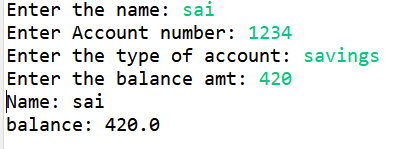 Enter the name: sai
Enter Account number: 1234
Enter the type of account: savings
Enter the balance amt: 420
Name: sai
balance: 420.0